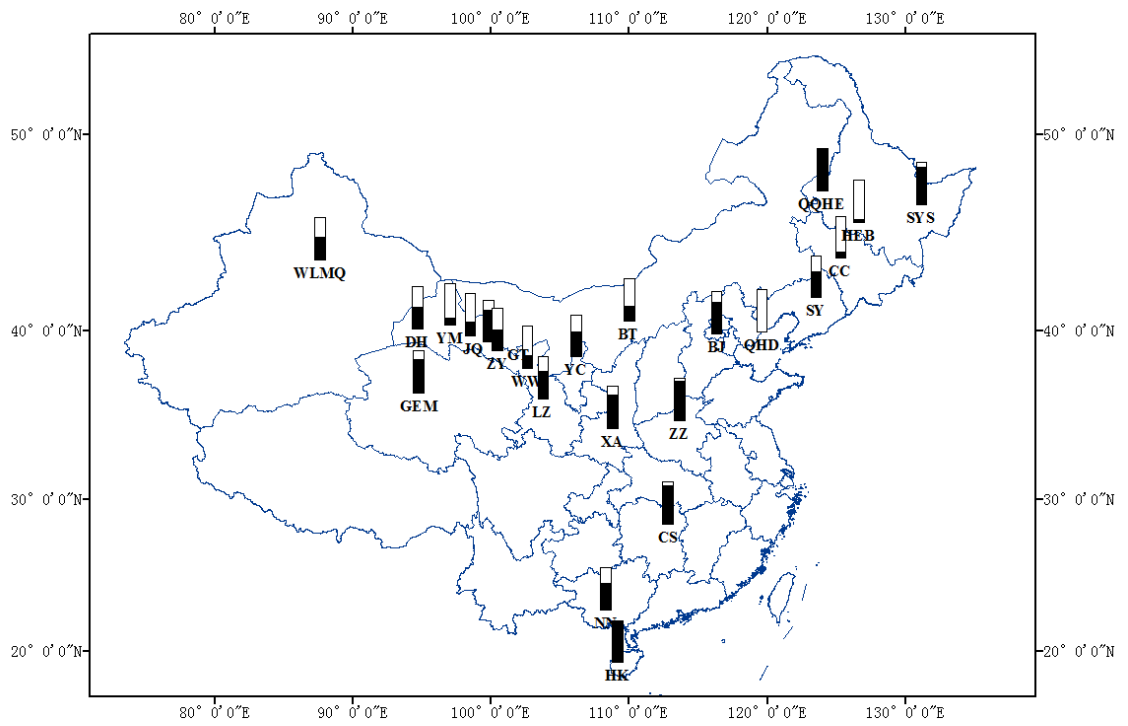 80° 0'0"E 90° 0'0"E 100° 0'0"E 110° 0'0"E 120° 0'0"E 130° 0'0"E
50° 0'0"N 50° 0'0"N
QQHE
SYS
HEB
WLMQ
CC
SY
40° 0'0"N 40° 0'0"N
DH
YM
JQ
BT
BJ
QHD
GT
ZY
YC
WW
GEM
LZ
XA
ZZ
30° 0'0"N 30° 0'0"N
CS
NN
20° 0'0"N 20° 0'0"N
HK
80° 0'0"E 90° 0'0"E 100° 0'0"E 110° 0'0"E 120° 0'0"E 130° 0'0"E